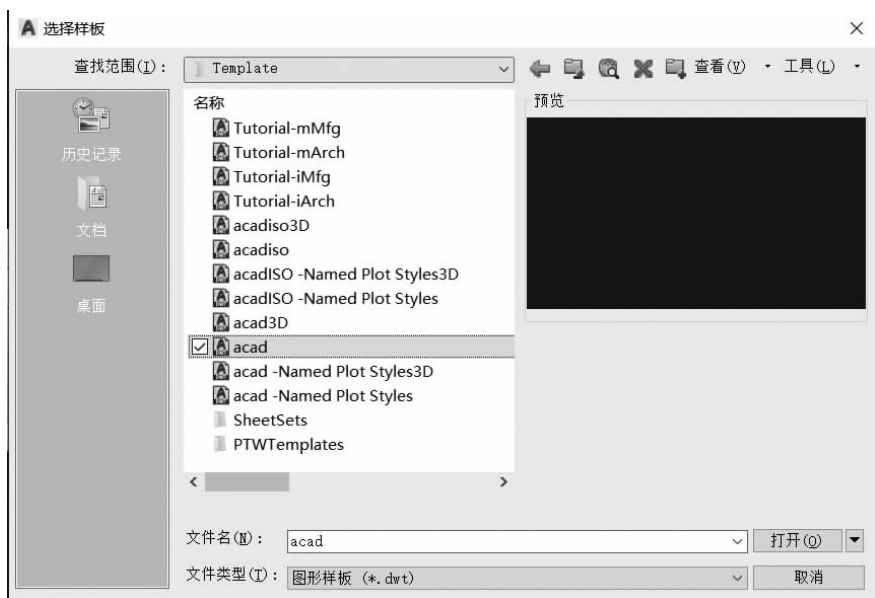 选择样板
查找范围(I): Template 查看(V) 工具(L)
历史记录
文档
桌面
名称
Tutorial-mMfg
Tutorial-mArch
Tutorial-iMfg
Tutorial-iArch
acadiso3D
acadiso
acadISO -Named Plot Styles3D
acadISO -Named Plot Styles
acad3D
acad
acad -Named Plot Styles3D
acad -Named Plot Styles
SheetSets
PTWTemplates
预览
文件名(N): acad 打开(O)
文件类型(T): 图形样板 (*.dwt) 取消